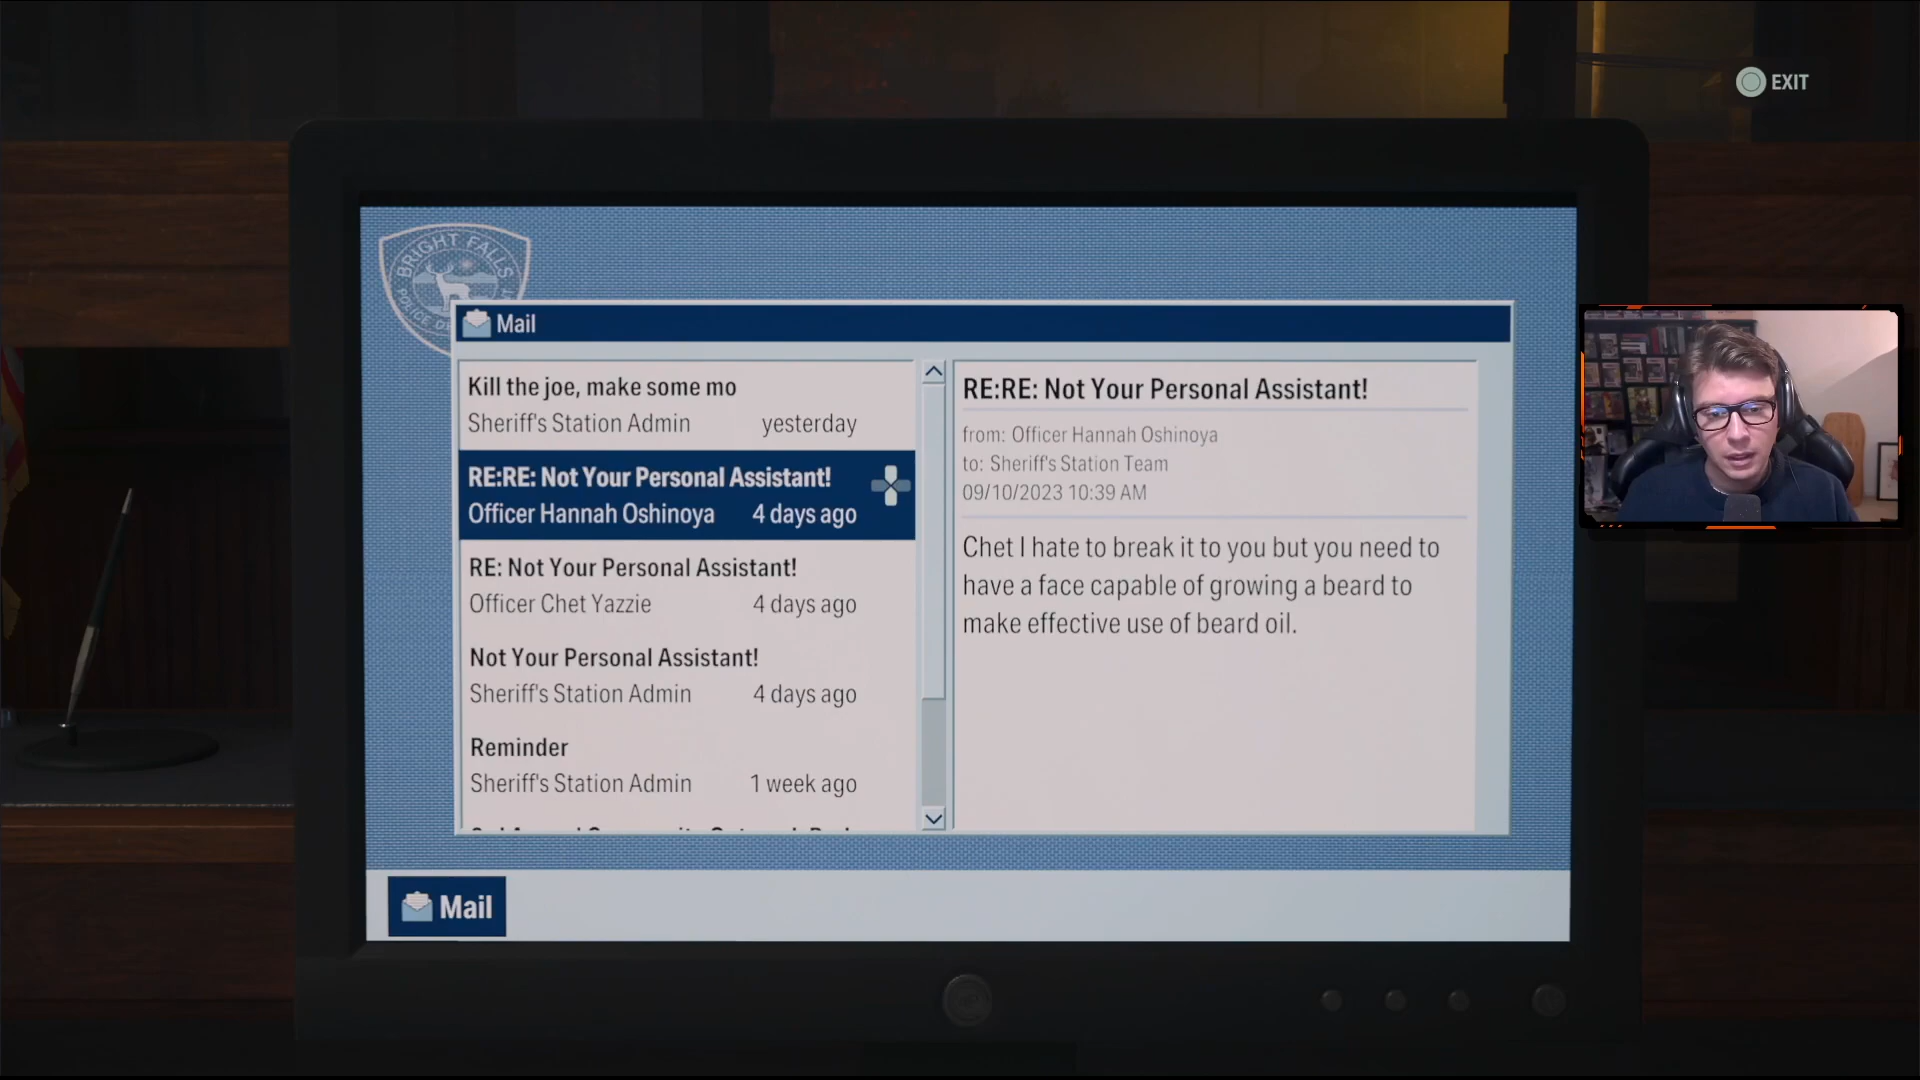 EXIT
BRIGHT FALLS
POLICE DE
Mail
Kill the joe, make some mo
Sheriff's Station Admin yesterday
RE:RE: Not Your Personal Assistant!
Officer Hannah Oshinoya 4 days ago
RE: Not Your Personal Assistant!
Officer Chet Yazzie 4 days ago
Not Your Personal Assistant!
Sheriff's Station Admin 4 days ago
Reminder
Sheriff's Station Admin 1 week ago
RE:RE: Not Your Personal Assistant!
from: Officer Hannah Oshinoya
to: Sheriff's Station Team
09/10/2023 10:39 AM
Chet I hate to break it to you but you need to
have a face capable of growing a beard to
make effective use of beard oil.
Mail